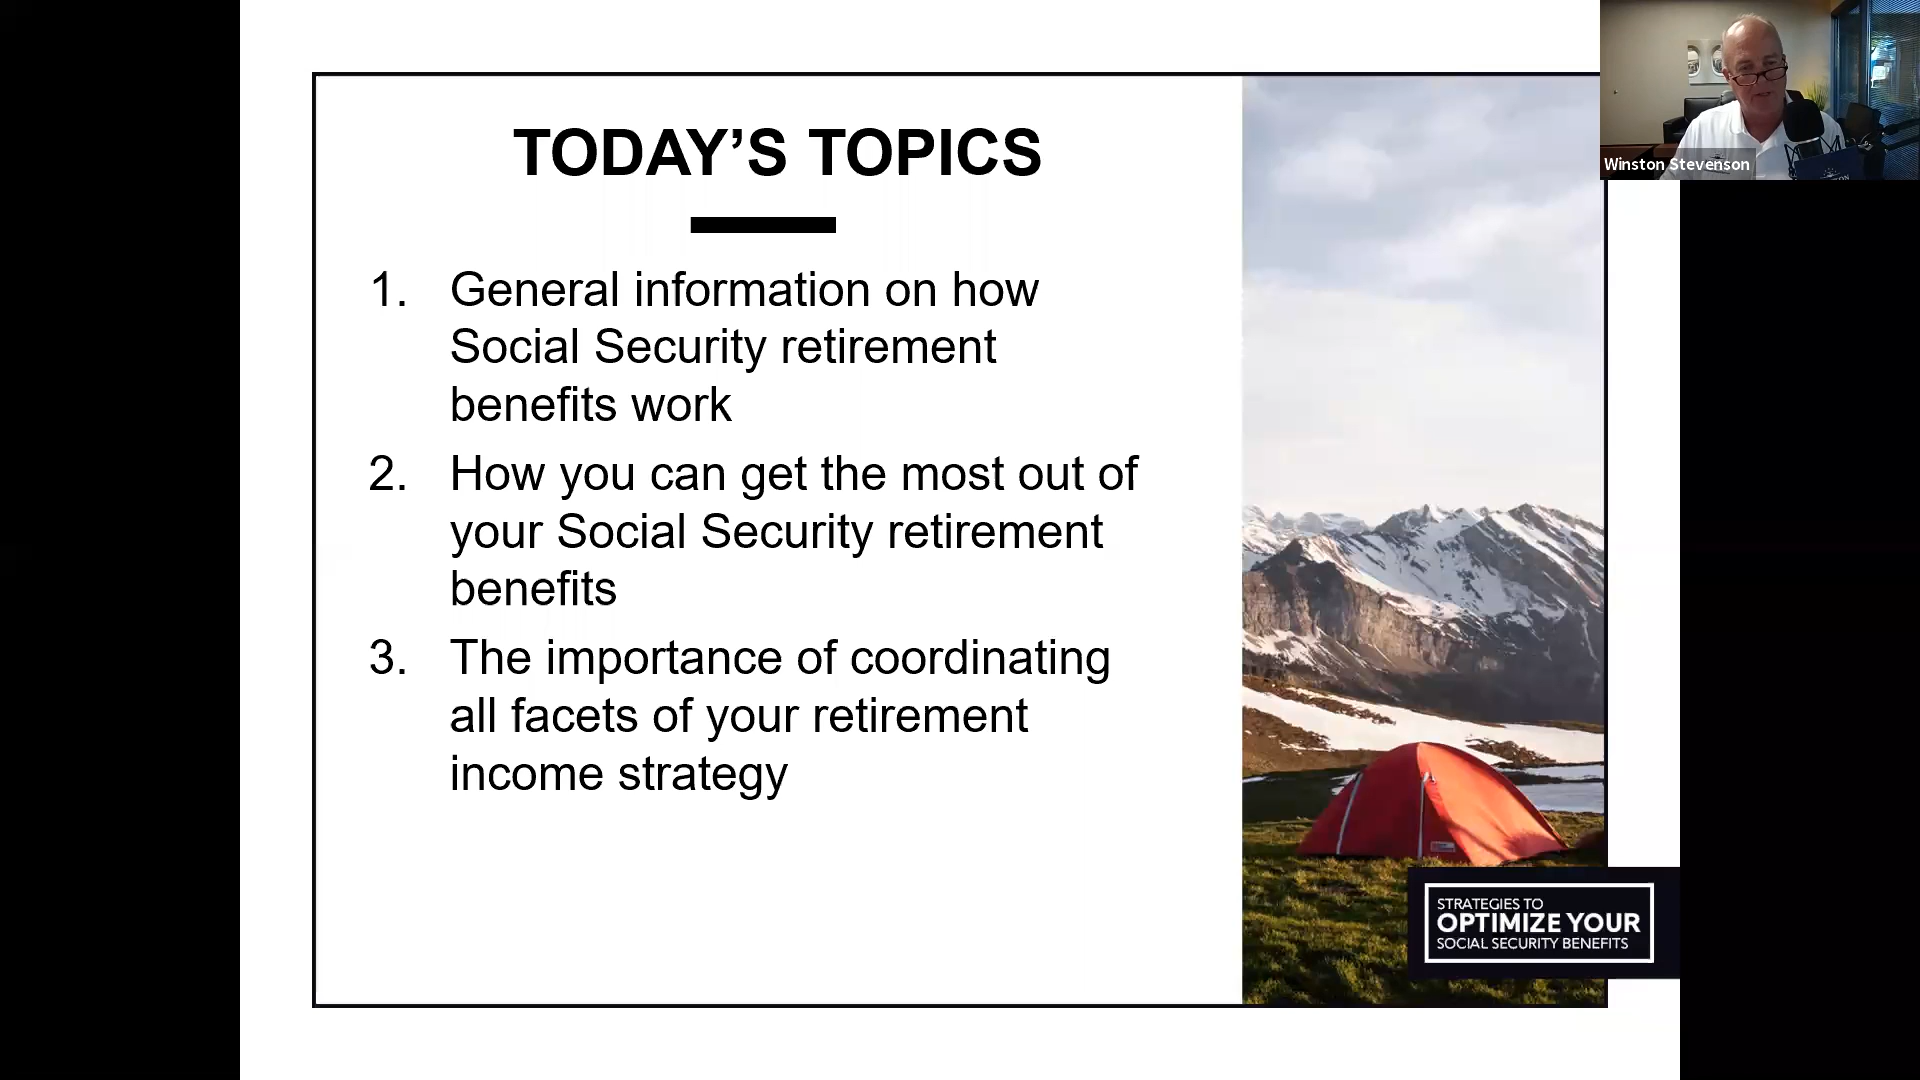 TODAY’S TOPICS
1. General information on how
Social Security retirement
benefits work
2. How you can get the most out of
your Social Security retirement
benefits
3. The importance of coordinating
all facets of your retirement
income strategy
Winston Stevenson
STRATEGIES TO
OPTIMIZE YOUR
SOCIAL SECURITY BENEFITS